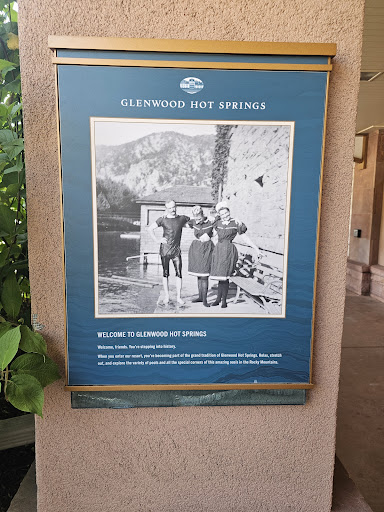 GLENWOOD HOT SPRINGS
WELCOME TO GLENWOOD HOT SPRINGS
Welcome, friends. You're stepping into history.
When you enter our resort, you're becoming part of the grand tradition of Glenwood Hot Springs. Relax, stretch
out, and explore the variety of pools and all the special corners of this amazing oasis in the Rocky Mountains.